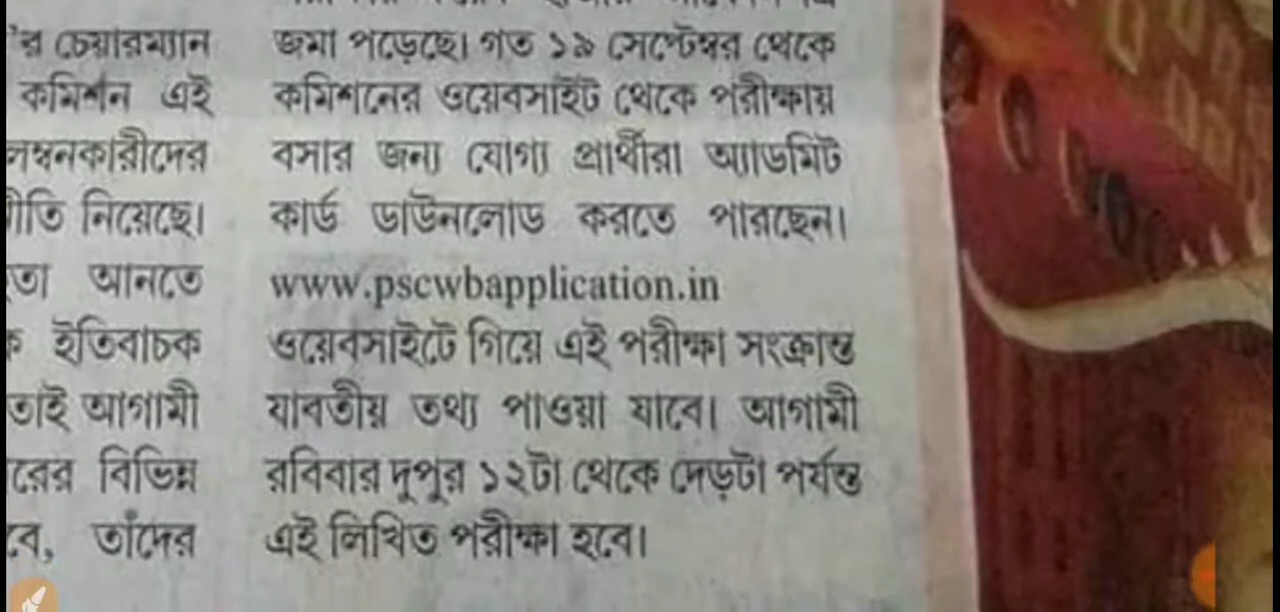 'র চেয়ারম্যান
কমিশন এই
লম্বনকারীদের
নিয়েছে।
আনতে
ইতিবাচক
তাই আগামী
বিভিন্ন
তাঁদের
জমা পড়েছে। গত ১৯ সেপ্টেম্বর থেকে
কমিশনের ওয়েবসাইট থেকে পরীক্ষায়
বসার জন্য যোগ্য প্রার্থীরা অ্যাডমিট
কার্ড ডাউনলোড করতে পারছেন।
www.pscwbapplication.in
ওয়েবসাইটে গিয়ে এই পরীক্ষা সংক্রান্ত
যাবতীয় তথ্য পাওয়া যাবে। আগামী
রবিবার দুপুর ১২টা থেকে দেড়টা পর্যন্ত
এই লিখিত পরীক্ষা হবে।